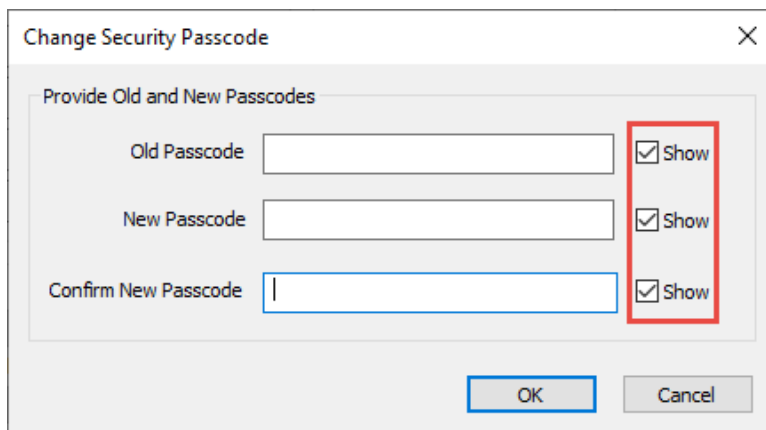 Change Security Passcode
Provide Old and New Passcodes
Old Passcode Show
New Passcode Show
Confirm New Passcode Show
OK Cancel